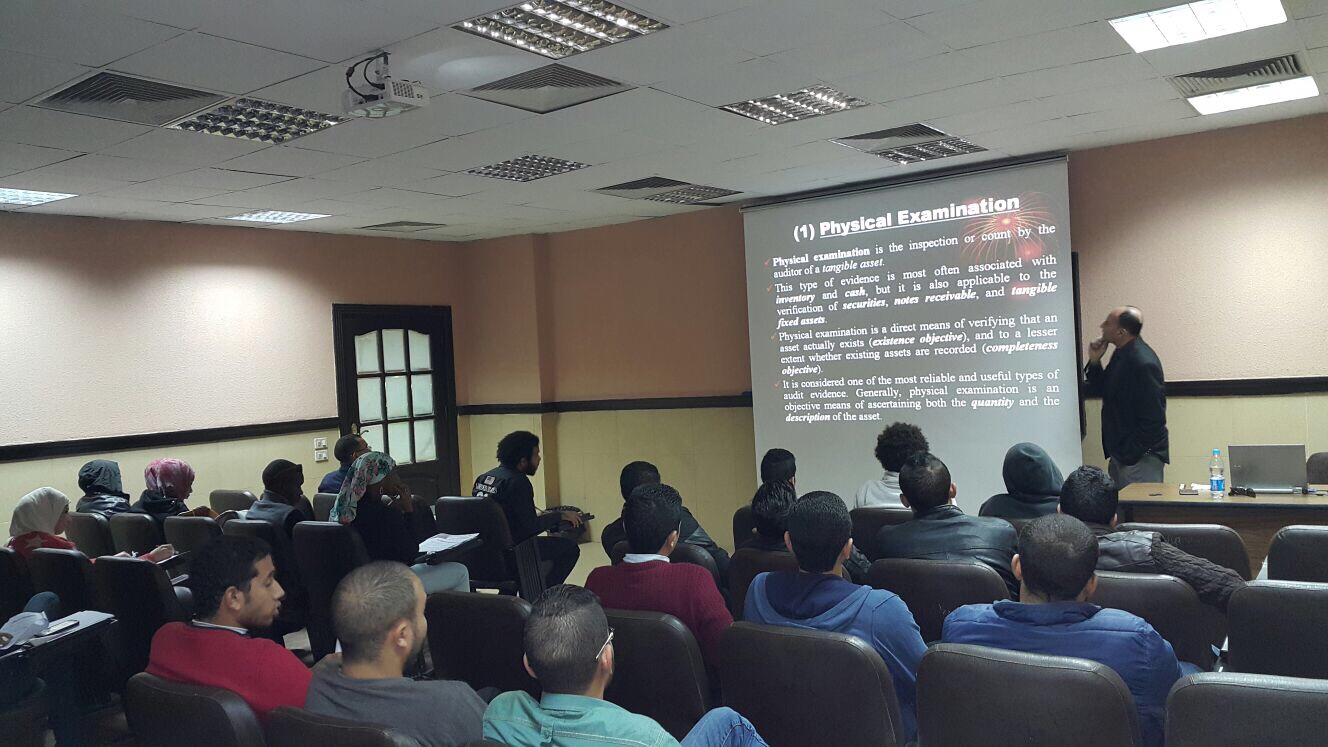 (1) Physical Examination
Physical examination is the inspection or count by the
auditor of a tangible asset.
This type of evidence is most often associated with
inventory and cash, but it is also applicable to the
verification of securities, notes receivable, and tangible
fixed assets.
Physical examination is a direct means of verifying that an
asset actually exists (existence objective), and to a lesser
extent whether existing assets are recorded (completeness
objective).
It is considered one of the most reliable and useful types of
audit evidence. Generally, physical examination is an
objective means of ascertaining both the quantity and the
description of the asset.